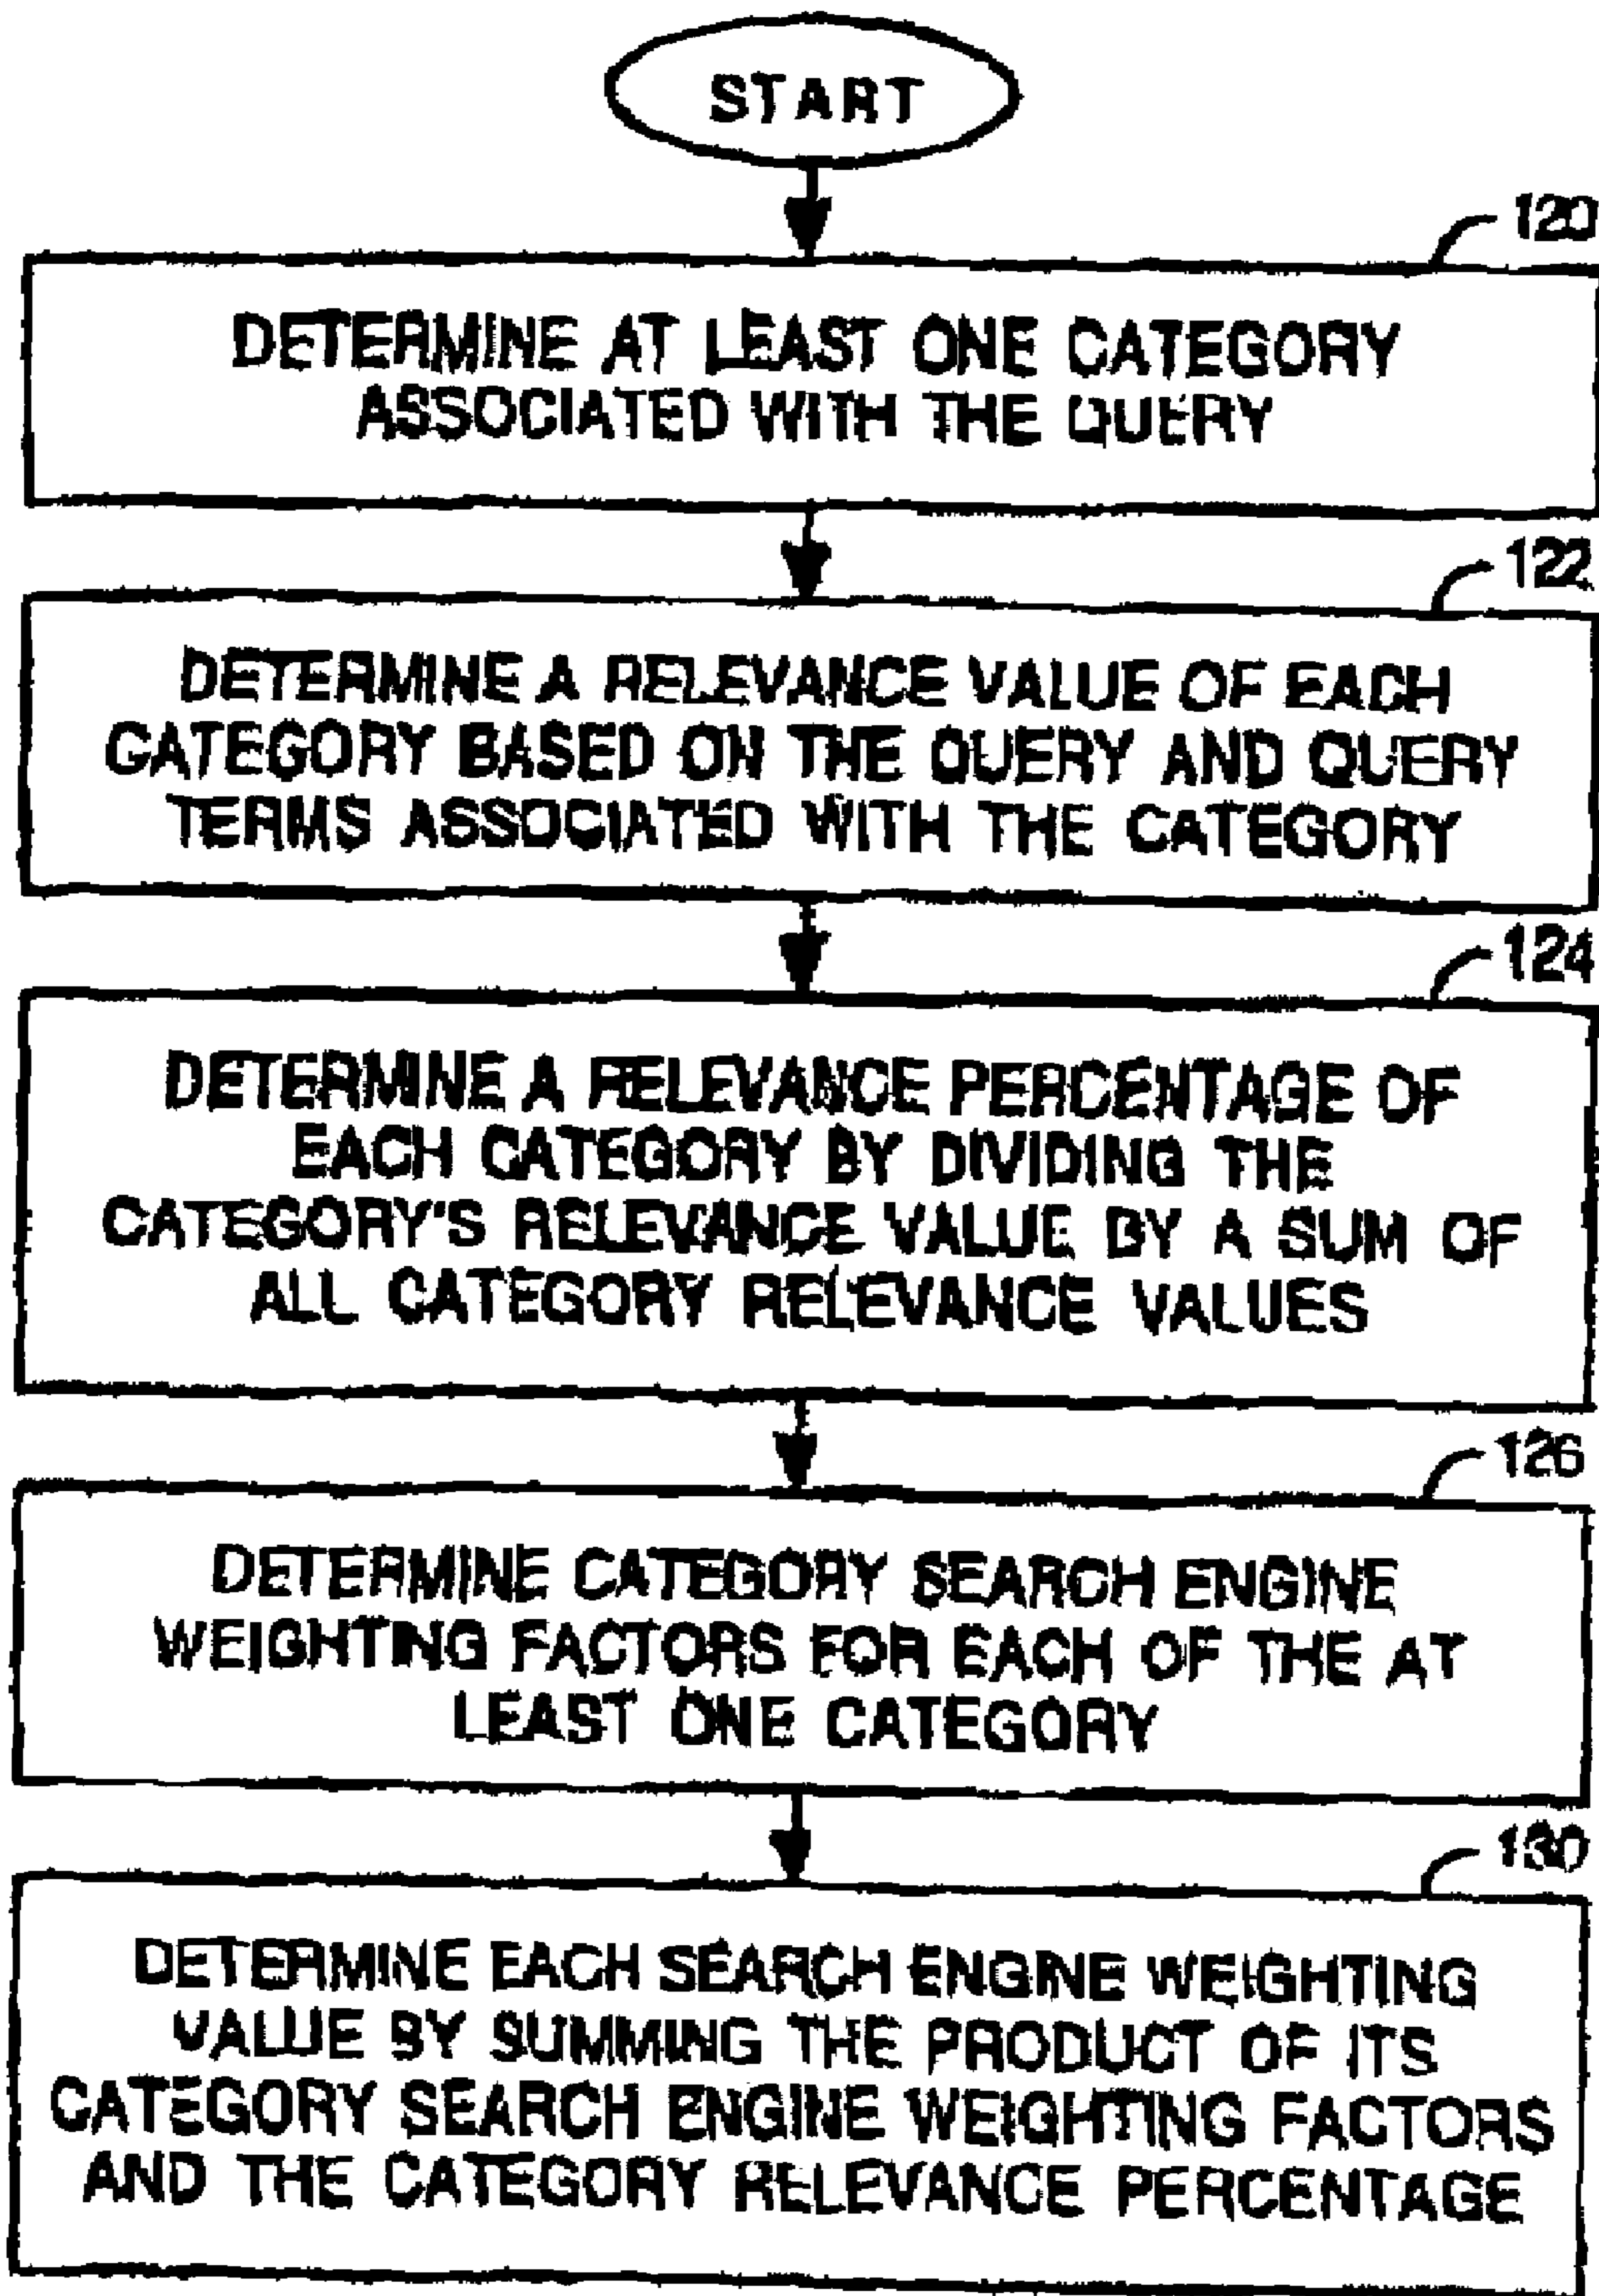 START
120
DETERMINE AT LEAST ONE CATEGORY
ASSOCIATED WITH THE QUERY
122
DETERMINE A RELEVANCE VALUE OF EACH
CATEGORY BASED ON THE QUERY AND QUERY
TERMS ASSOCIATED WITH THE CATEGORY
124
DETERMINE A RELEVANCE PERCENTAGE OF
EACH CATEGORY BY DIVIDING THE
CATEGORY'S RELEVANCE VALUE BY A SUM OF
ALL CATEGORY RELEVANCE VALUES
126
DETERMINE CATEGORY SEARCH ENGINE
WEIGHTING FACTORS FOR EACH OF THE AT
LEAST ONE CATEGORY
130
DETERMINE EACH SEARCH ENGINE WEIGHTING
VALUE BY SUMMING THE PRODUCT OF ITS
CATEGORY SEARCH ENGINE WEIGHTING FACTORS
AND THE CATEGORY RELEVANCE PERCENTAGE